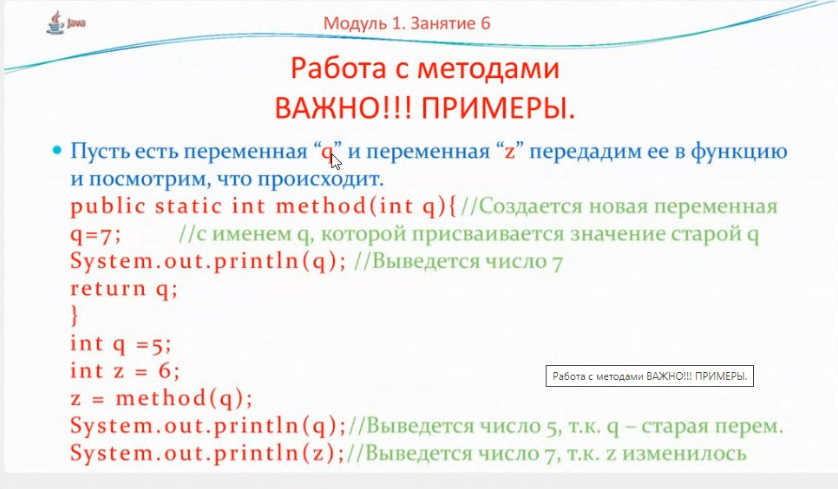 Java
Модуль 1. Занятие 6
Работа с методами
ВАЖНО!!! ПРИМЕРЫ.
• Пусть есть переменная “q” и переменная “z” передадим ее в функцию
и посмотрим, что происходит.
public static int method(int q){//Создается новая переменная
q=7; //с именем q, которой присваивается значение старой q
System.out.println(q); //Выведется число 7
return q;
}
int q =5;
int z = 6;
Работа с методами ВАЖНО!!! ПРИМЕРЫ.
z = method(q);
System.out.println(q);//Выведется число 5, т.к. q – старая перем.
System.out.println(z);//Выведется число 7, т.к. z изменилось